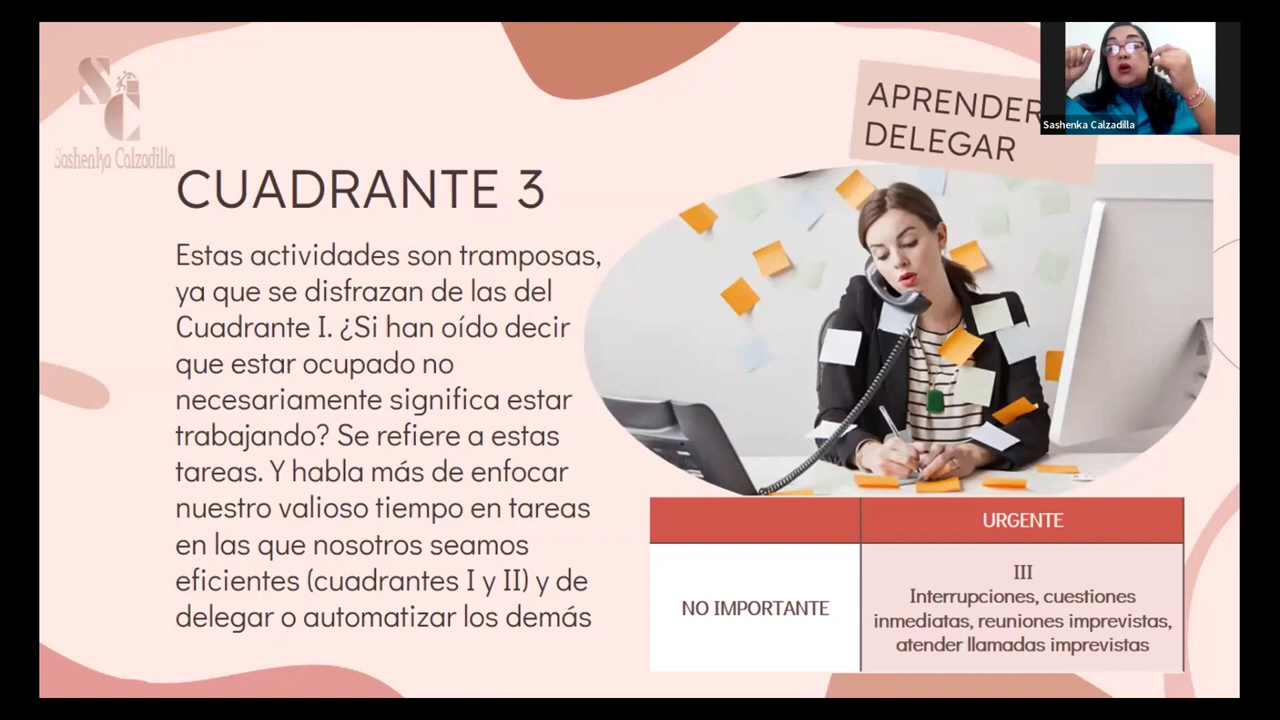 SC
Sashenka Calzadilla
APRENDER
DELEGAR
Sashenka Calzadilla
CUADRANTE 3
Estas actividades son tramposas,
ya que se disfrazan de las del
Cuadrante I. ¿Si han oído decir
que estar ocupado no
necesariamente significa estar
trabajando? Se refiere a estas
tareas. Y habla más de enfocar
nuestro valioso tiempo en tareas
en las que nosotros seamos
eficientes (cuadrantes I y II) y de
delegar o automatizar los demás
URGENTE
NO IMPORTANTE
III
Interrupciones, cuestiones
inmediatas, reuniones imprevistas,
atender llamadas imprevistas